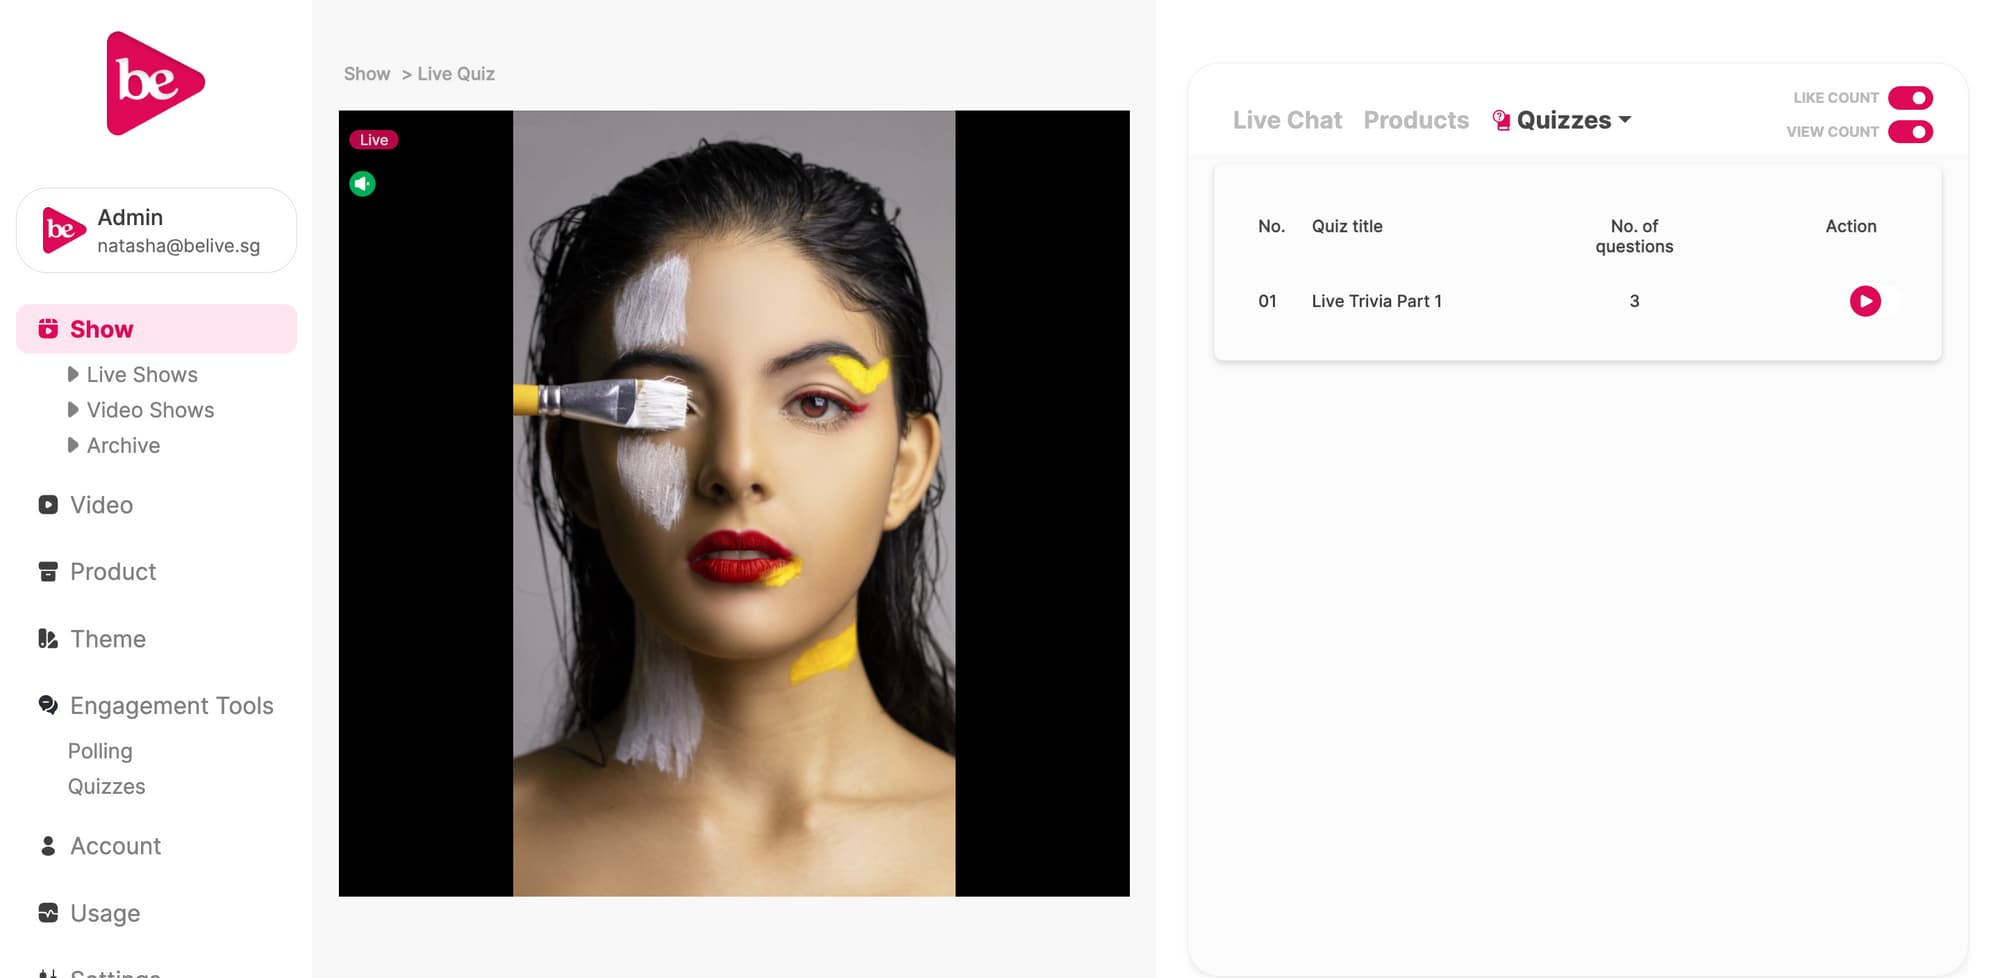 be
be
Admin
natasha@belive.sg
Show
Live Shows
Video Shows
Archive
Video
Product
Theme
Engagement Tools
Polling
Quizzes
Account
Usage
Settings
Show > Live Quiz
Live
Live Chat Products Quizzes
LIKE COUNT
VIEW COUNT
No. Quiz title No. of questions Action
01 Live Trivia Part 1 3